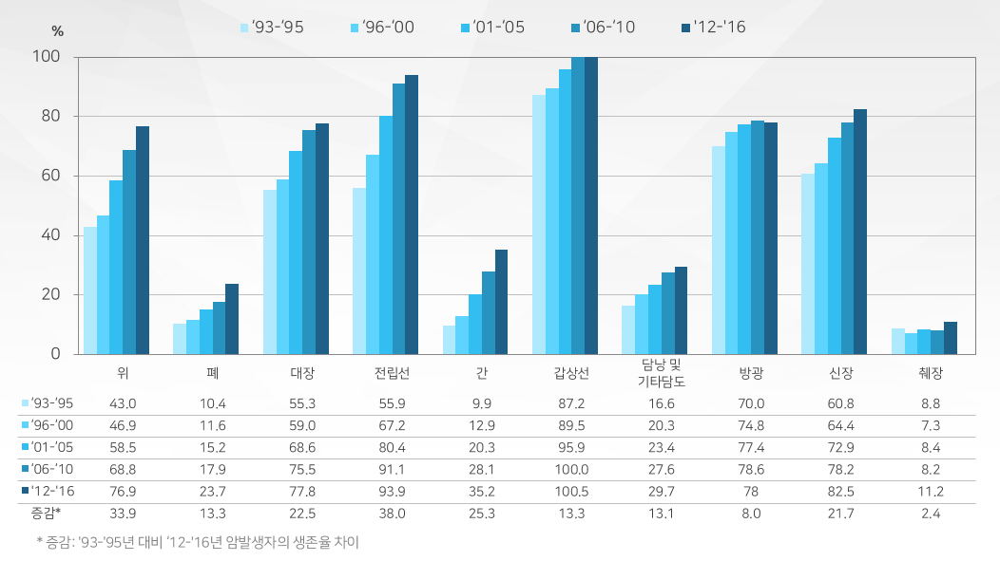 ‘93-‘95 ‘96-‘00 ‘01-‘05 ‘06-‘10 '12-'16
%
100
80
60
40
20
0
위 폐 대장 전립선 간 갑상선 담낭 및 기타담도 방광 신장 췌장
‘93-‘95 43.0 10.4 55.3 55.9 9.9 87.2 16.6 70.0 60.8 8.8
‘96-‘00 46.9 11.6 59.0 67.2 12.9 89.5 20.3 74.8 64.4 7.3
‘01-‘05 58.5 15.2 68.6 80.4 20.3 95.9 23.4 77.4 72.9 8.4
‘06-‘10 68.8 17.9 75.5 91.1 28.1 100.0 27.6 78.6 78.2 8.2
'12-'16 76.9 23.7 77.8 93.9 35.2 100.5 29.7 78 82.5 11.2
증감* 33.9 13.3 22.5 38.0 25.3 13.3 13.1 8.0 21.7 2.4
* 증감: '93-'95년 대비 ‘12-'16년 암발생자의 생존율 차이